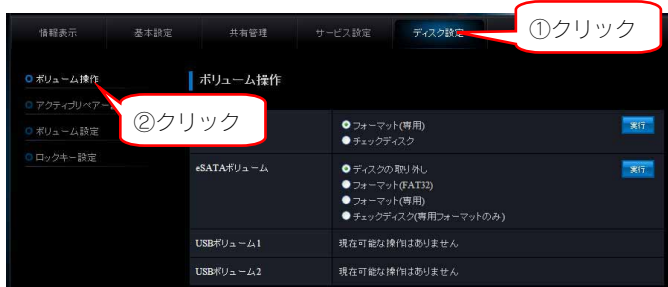 情報表示 基本設定 共有管理 サービス設定 ディスク設定 ①クリック
ボリューム操作 ボリューム操作
アクティブリペアー
②クリック
ボリューム設定
ロックキー設定
フォーマット(専用) 実行
チェックディスク
eSATAボリューム ディスクの取り外し 実行
フォーマット(FAT32)
フォーマット(専用)
チェックディスク(専用フォーマットのみ)
USBボリューム1 現在可能な操作はありません
USBボリューム2 現在可能な操作はありません